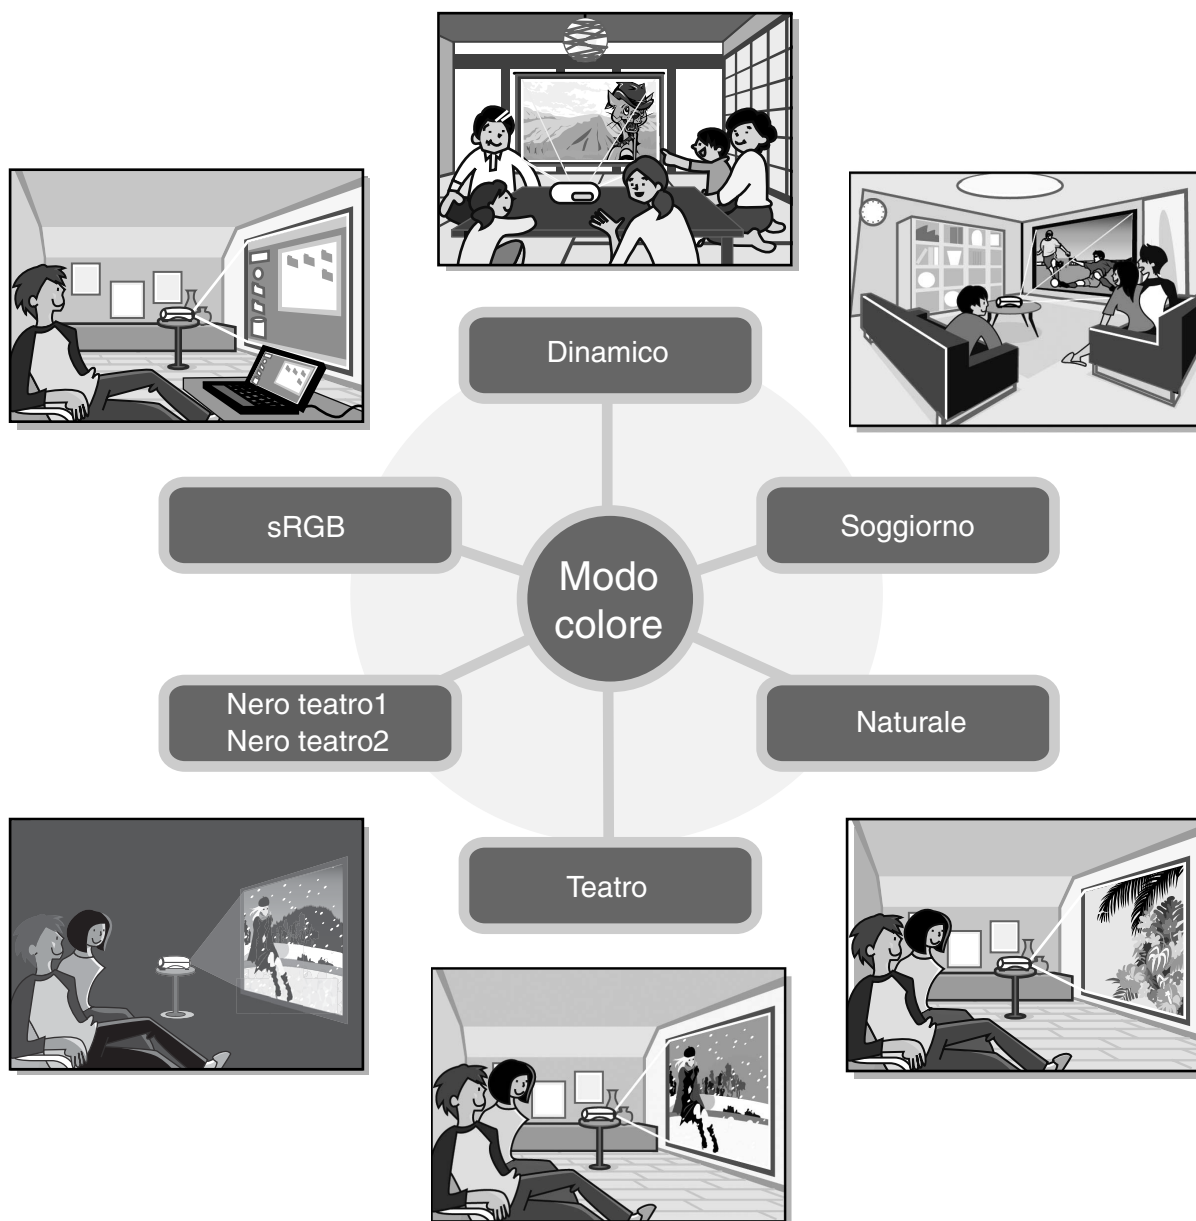 Dinamico
sRGB
Soggiorno
Modo
colore
Nero teatro1
Nero teatro2
Naturale
Teatro